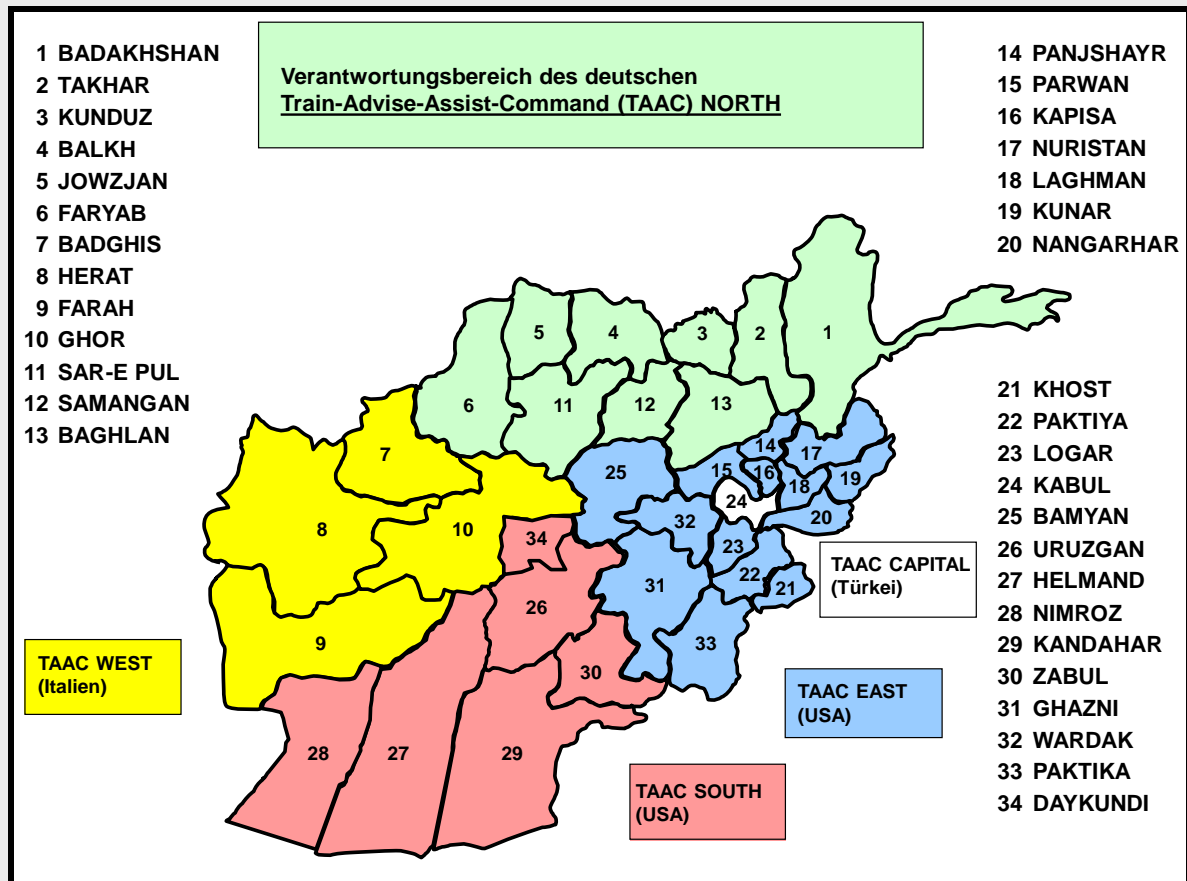 1 BADAKHSHAN
2 TAKHAR
3 KUNDUZ
4 BALKH
5 JOWZJAN
6 FARYAB
7 BADGHIS
8 HERAT
9 FARAH
10 GHOR
11 SAR-E PUL
12 SAMANGAN
13 BAGHLAN
Verantwortungsbereich des deutschen
Train-Advise-Assist-Command (TAAC) NORTH
14 PANJSHAYR
15 PARWAN
16 KAPISA
17 NURISTAN
18 LAGHMAN
19 KUNAR
20 NANGARHAR
21 KHOST
22 PAKTIYA
23 LOGAR
24 KABUL
25 BAMYAN
26 URUZGAN
27 HELMAND
28 NIMROZ
29 KANDAHAR
30 ZABUL
31 GHAZNI
32 WARDAK
33 PAKTIKA
34 DAYKUNDI
5
4
3
2
1
6
11
12
13
7
25
15
14
16
17
18
19
8
10
34
32
24
20
23
22
21
31
26
9
30
33
28
27
29
TAAC CAPITAL
(Türkei)
TAAC WEST
(Italien)
TAAC EAST
(USA)
TAAC SOUTH
(USA)